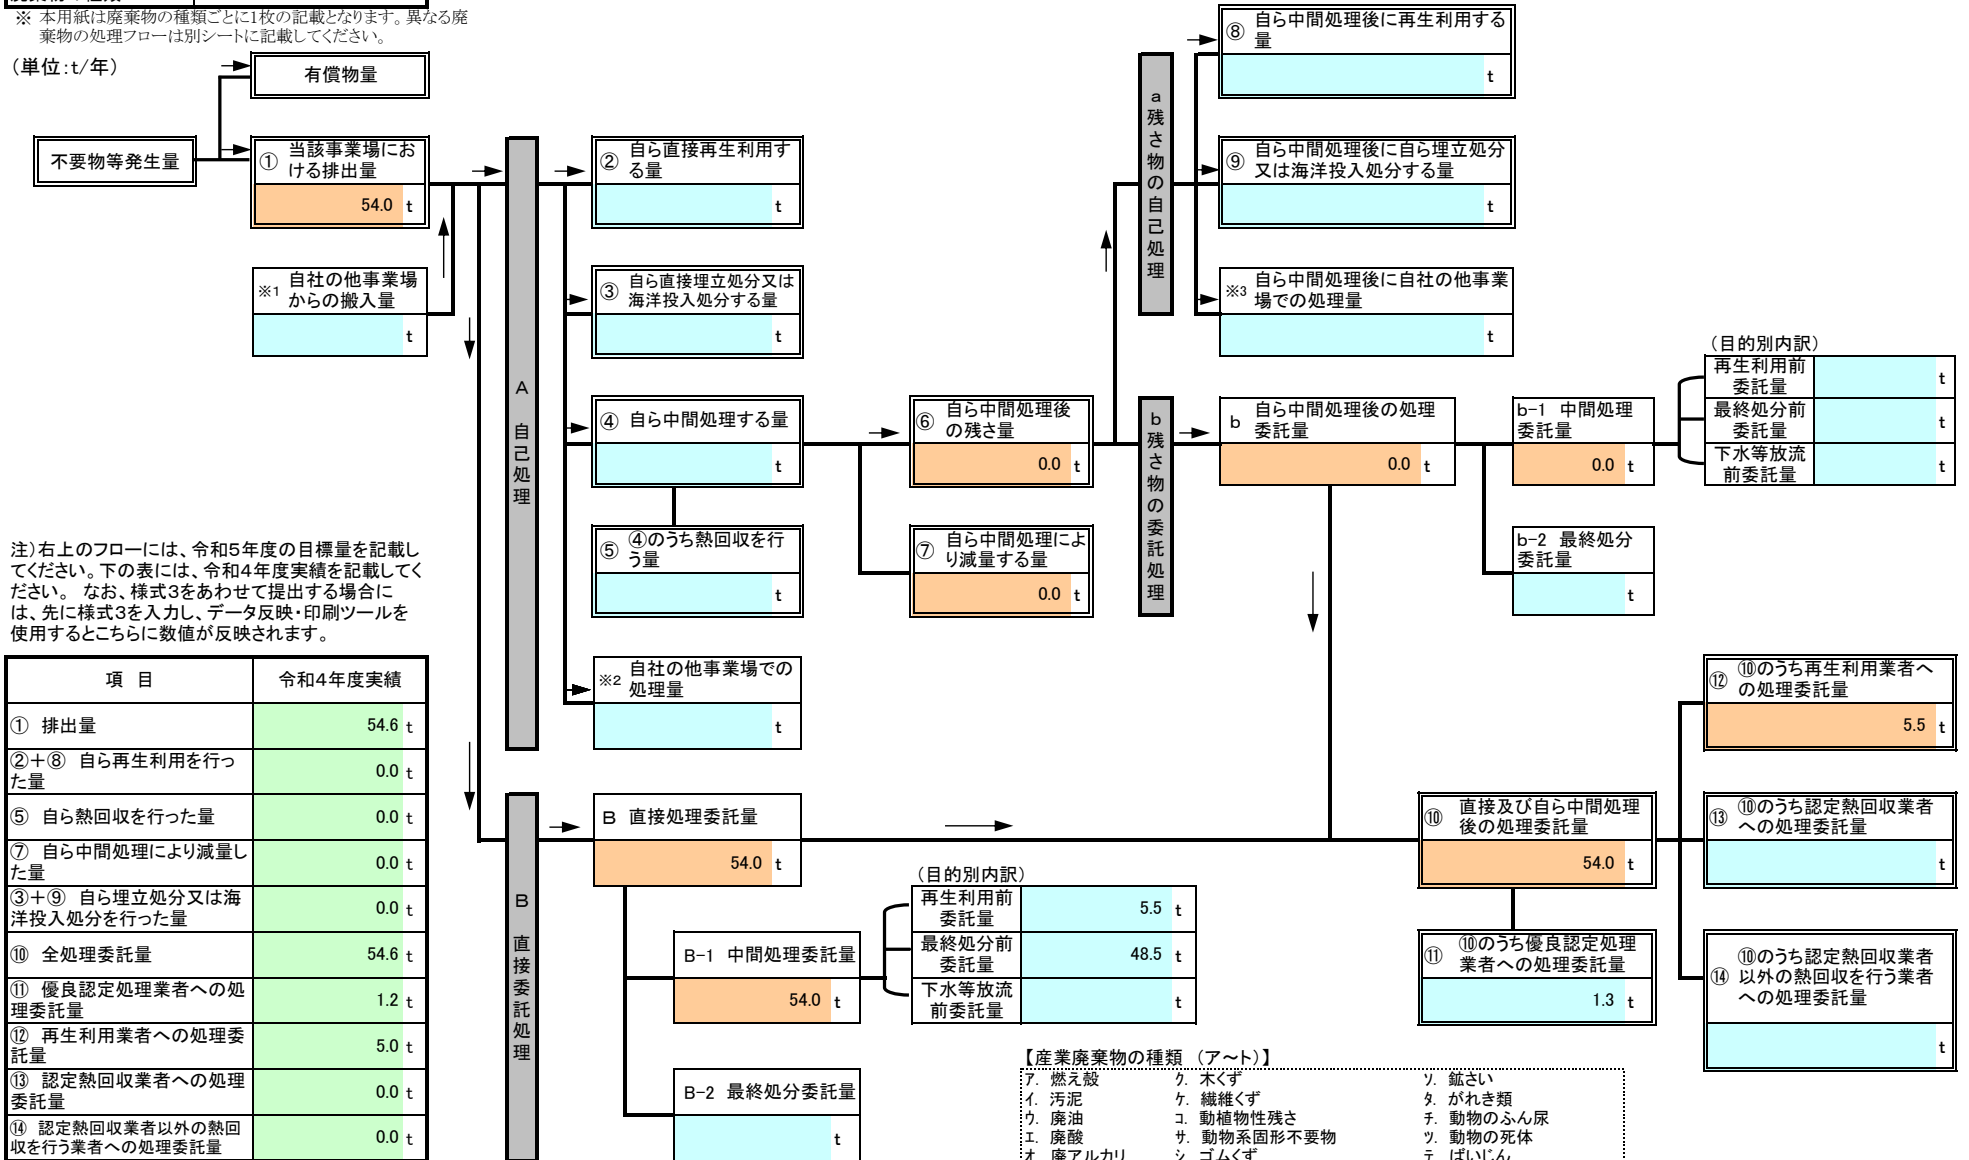 ※ 本用紙は廃棄物の種類ごとに1枚の記載となります。異なる廃
棄物の処理フローは別シートに記載してください。
(単位：t/年)
有償物量
不要物等発生量
① 当該事業場にお
ける排出量
54.0 t
※1 自社の他事業場
からの搬入量
t
A 自己処理
② 自ら直接再生利用す
る量
t
③ 自ら直接埋立処分又は
海洋投入処分する量
t
④ 自ら中間処理する量
t
⑤ ④のうち熱回収を行
う量
t
※2 自社の他事業場での
処理量
t
⑥ 自ら中間処理後
の残さ量
0.0 t
⑦ 自ら中間処理によ
り減量する量
0.0 t
a 残さ物の自己処理
⑧ 自ら中間処理後に再生利用する
量
t
⑨ 自ら中間処理後に自ら埋立処分
又は海洋投入処分する量
t
※3 自ら中間処理後に自社の他事業
場での処理量
t
b 残さ物の委託処理
b 自ら中間処理後の処理
委託量
0.0 t
b-1 中間処理
委託量
0.0 t
b-2 最終処分
委託量
t
(目的別内訳)
再生利用前
委託量
t
最終処分前
委託量
t
下水等放流
前委託量
t
注)右上のフローには、令和5年度の目標量を記載し
てください。下の表には、令和4年度実績を記載してく
ださい。 なお、様式3をあわせて提出する場合に
は、先に様式3を入力し、データ反映・印刷ツールを
使用するとこちらに数値が反映されます。
項 目 令和4年度実績
① 排出量 54.6 t
②+⑧ 自ら再生利用を行っ
た量 0.0 t
⑤ 自ら熱回収を行った量 0.0 t
⑦ 自ら中間処理により減量し
た量 0.0 t
③+⑨ 自ら埋立処分又は海
洋投入処分を行った量 0.0 t
⑩ 全処理委託量 54.6 t
⑪ 優良認定処理業者への処
理委託量 1.2 t
⑫ 再生利用業者への処理委
託量 5.0 t
⑬ 認定熱回収業者への処理
委託量 0.0 t
⑭ 認定熱回収業者以外の熱回
収を行う業者への処理委託量 0.0 t
B 直接委託処理
B 直接処理委託量
54.0 t
B-1 中間処理委託量
54.0 t
B-2 最終処分委託量
t
(目的別内訳)
再生利用前
委託量
5.5 t
最終処分前
委託量
48.5 t
下水等放流
前委託量
t
⑩ 直接及び自ら中間処理
後の処理委託量
54.0 t
⑪ ⑩のうち優良認定処理
業者への処理委託量
1.3 t
⑫ ⑩のうち再生利用業者へ
の処理委託量
5.5 t
⑬ ⑩のうち認定熱回収業者
への処理委託量
t
⑭ ⑩のうち認定熱回収業者
以外の熱回収を行う業者
への処理委託量
t
【産業廃棄物の種類 (ア～ト)】
ア. 燃え殻 ク. 木くず ソ. 鉱さい
イ. 汚泥 ケ. 繊維くず タ. がれき類
ウ. 廃油 コ. 動植物性残さ チ. 動物のふん尿
エ. 廃酸 サ. 動物系固形不要物 ツ. 動物の死体
オ. 廃アルカリ シ. ゴムくず テ. ばいじん